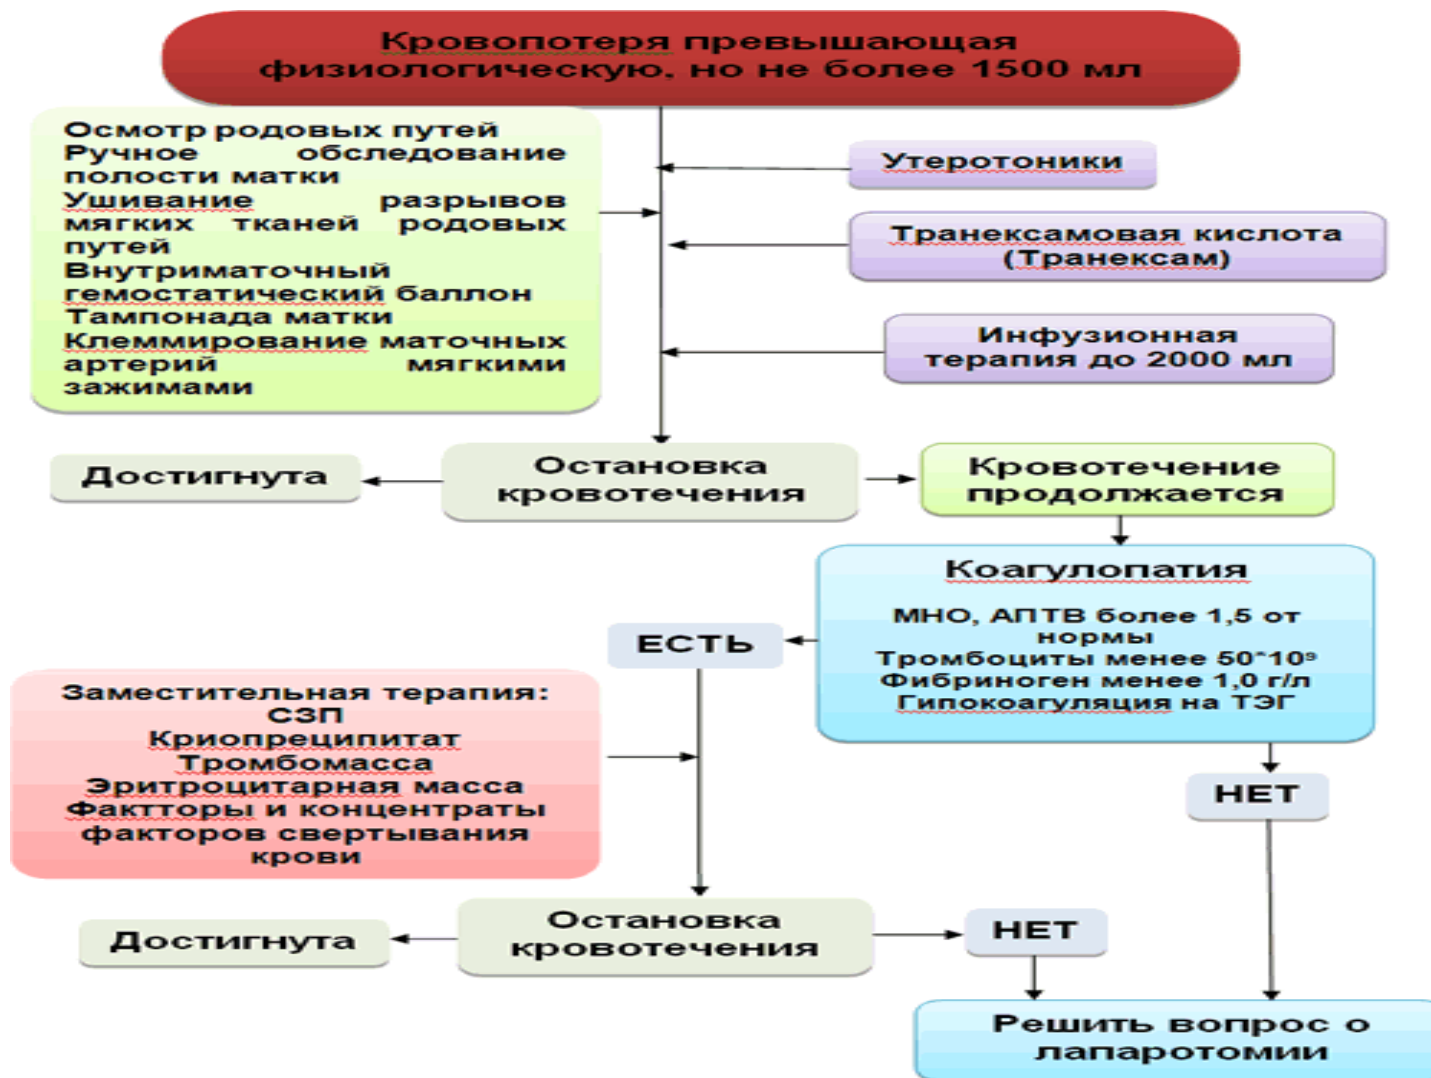 Кровопотеря превышающая
физиологическую, но не более 1500 мл
Осмотр родовых путей
Ручное обследование
полости матки
Ушивание разрывов
мягких тканей родовых
путей
Внутриматочный
гемостатический баллон
Тампонада матки
Клеммирование маточных
артерий мягкими
зажимами
Утеротоники
Транексамовая кислота
(Транексам)
Инфузионная
терапия до 2000 мл
Достигнута
Остановка
кровотечения
Кровотечение
продолжается
Коагулопатия
МНО, АПТВ более 1,5 от
нормы
Тромбоциты менее 50*10⁹
Фибриноген менее 1,0 г/л
Гипокоагуляция на ТЭГ
ЕСТЬ
Заместительная терапия:
СЗП
Криопреципитат
Тромбомасса
Эритроцитарная масса
Факtторы и концентраты
факторов свертывания
крови
НЕТ
Достигнута
Остановка
кровотечения
НЕТ
Решить вопрос о
лапаротомии